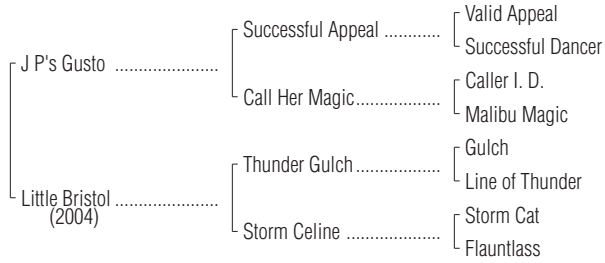 Valid Appeal
Successful Appeal ............
Successful Dancer
J P's Gusto .....................
Caller I. D.
Call Her Magic.................
Malibu Magic
Gulch
Thunder Gulch.................
Line of Thunder
Little Bristol .....................
(2004)
Storm Cat
Storm Celine ...................
Flauntlass